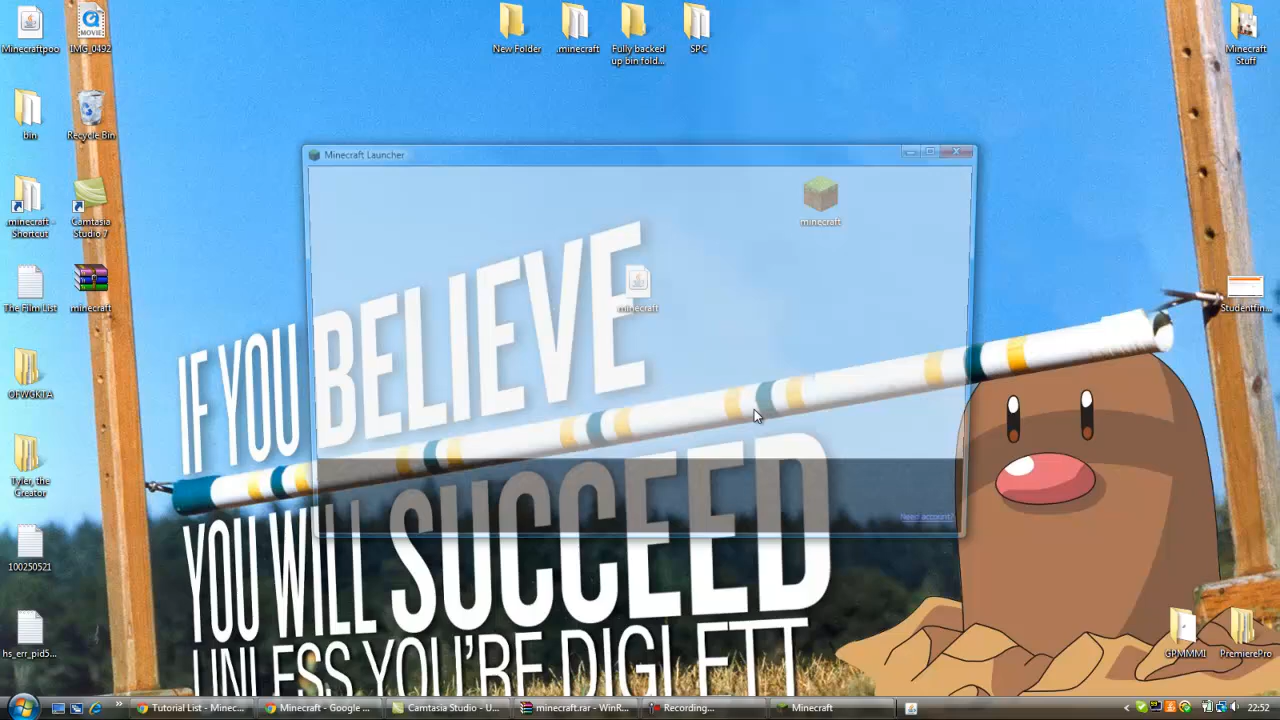 Minecraftpoo
IMG_0492
New Folder
.minecraft
Fully backed
up bin fold...
SPC
Minecraft
Stuff
bin
Recycle Bin
Minecraft Launcher
minecraft
.minecraft -
Shortcut
Camtasia
Studio 7
minecraft
The Film List
minecraft
Studentfin...
IF YOU BELIEVE
OFWGKTA
Tyler, the
Creator
YOU WILL SUCCEED
Need account?
100250521
UNLESS YOU'RE DIGLETT
hs_err_pid5...
GPMMMI
PremierePro
Tutorial List - Minec...
Minecraft - Google ...
Camtasia Studio - U...
minecraft.rar - WinR...
Recording...
Minecraft
22:52